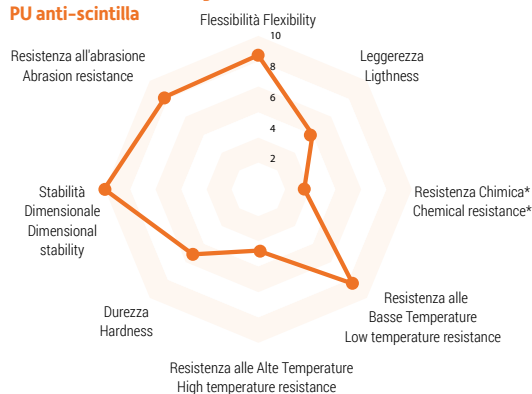 PU anti-scintilla
Flessibilità Flexibility
10
8
6
4
2
Leggerezza
Ligthness
Resistenza Chimica*
Chemical resistance*
Resistenza alle
Basse Temperature
Low temperature resistance
Resistenza alle Alte Temperature
High temperature resistance
Durezza
Hardness
Stabilità
Dimensionale
Dimensional
stability
Resistenza all'abrasione
Abrasion resistance